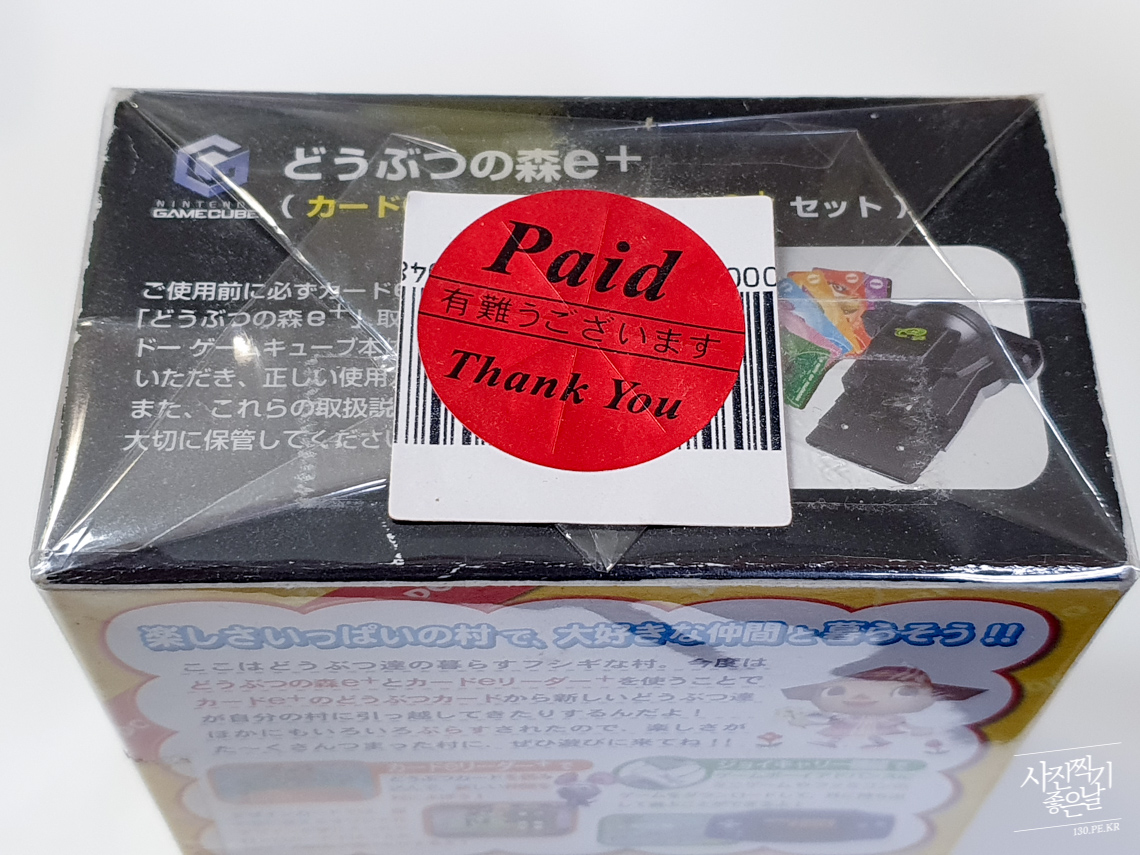 NINTENDO
GAMECUBE
どうぶつの森e+
( カード
セット )
Paid
有難うございます
Thank You
000
ご使用前に必ずカードe
「どうぶつの森e+」取
ドー ゲームキューブ本
いただき、正しい使用
また、これらの取扱説
大切に保管してくださ
楽しさいっぱいの村で、大好きな仲間と暮らそう!!
ここはどうぶつ達の暮らすフシギな村。今度は
どうぶつの森e+とカードeリーダー+を使うことで
カードe+のどうぶつカードから新しいどうぶつ達
が自分の村に引っ越してきたりするんだよ!
ほかにもいろいろぷらすされたので、楽しさが
た〜くさんつまった村に、ぜひ遊びに来てね!!
カードeリーダー+で
사진찍기
좋은날
130.PE.KR